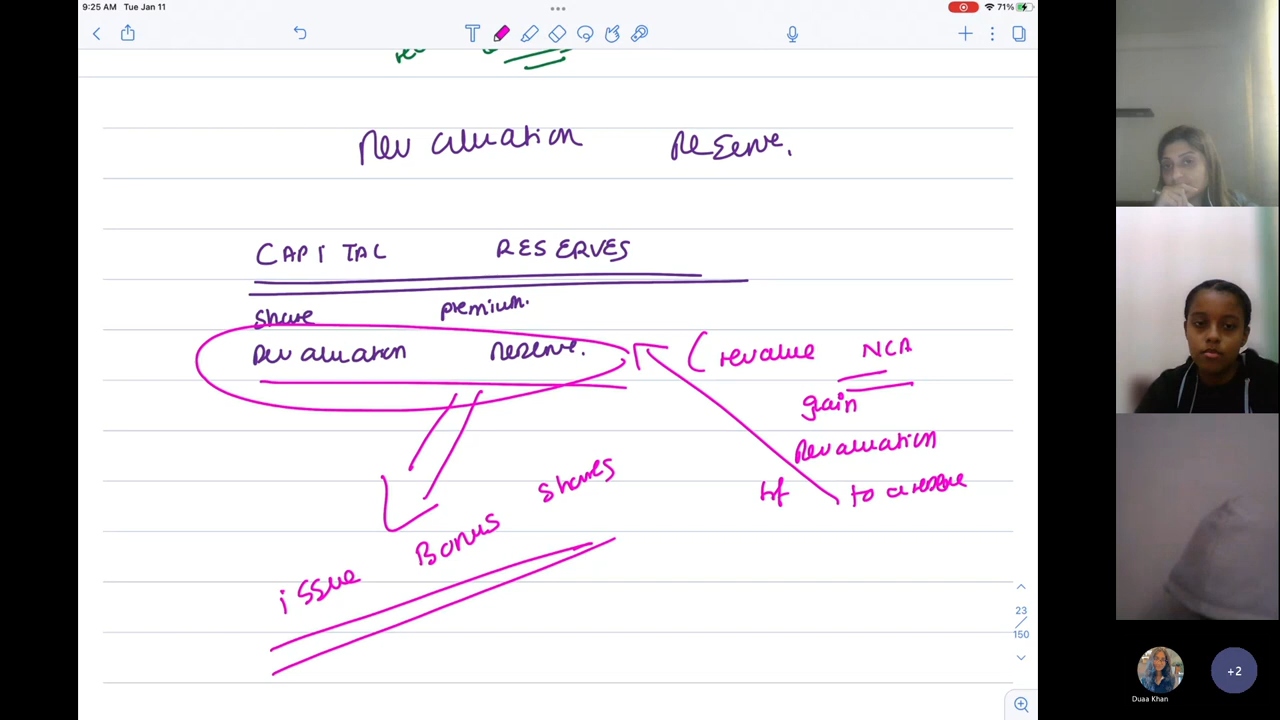 9:25 AM Tue Jan 11
71%
Revaluation Reserve.
CAPITAL RESERVES
share premium.
Revaluation reserve.
(revalue NCA
gain
Revaluation
trf to a reserve
issue Bonus shares
23
150
Duaa Khan
+2